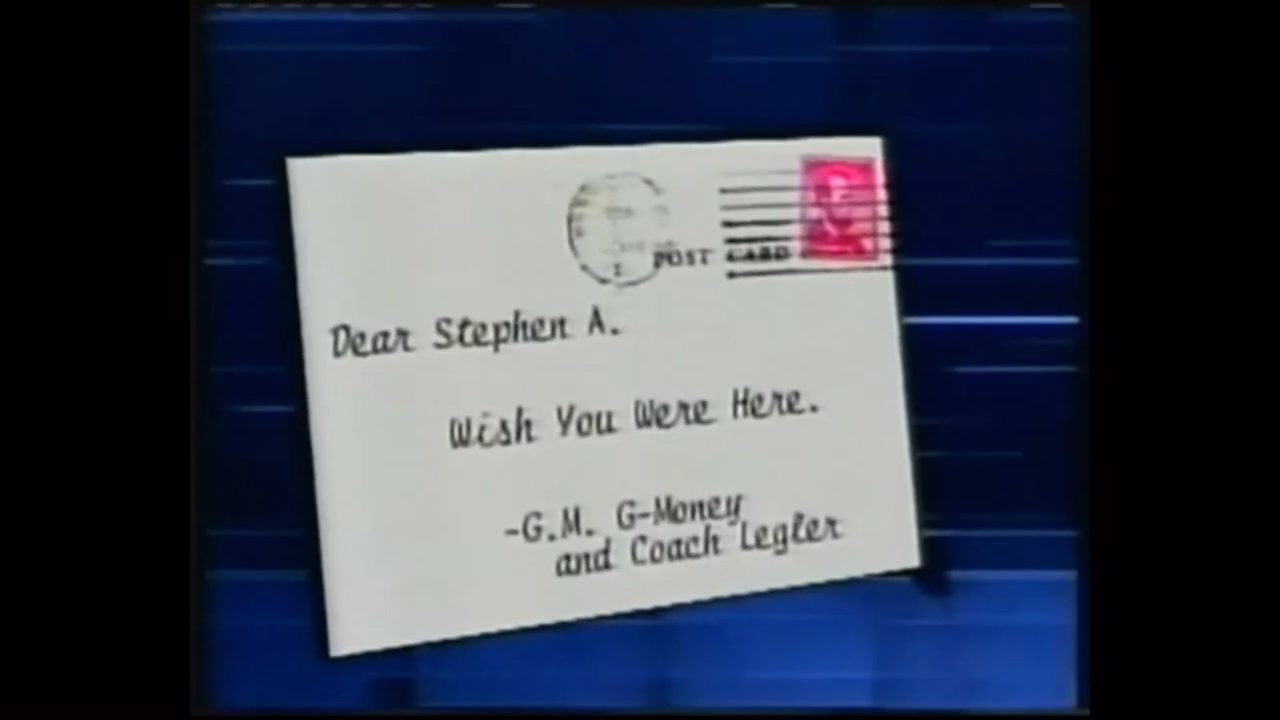 POST CARD
Dear Stephen A.
Wish You Were Here.
-G.M. G-Money
and Coach Legler